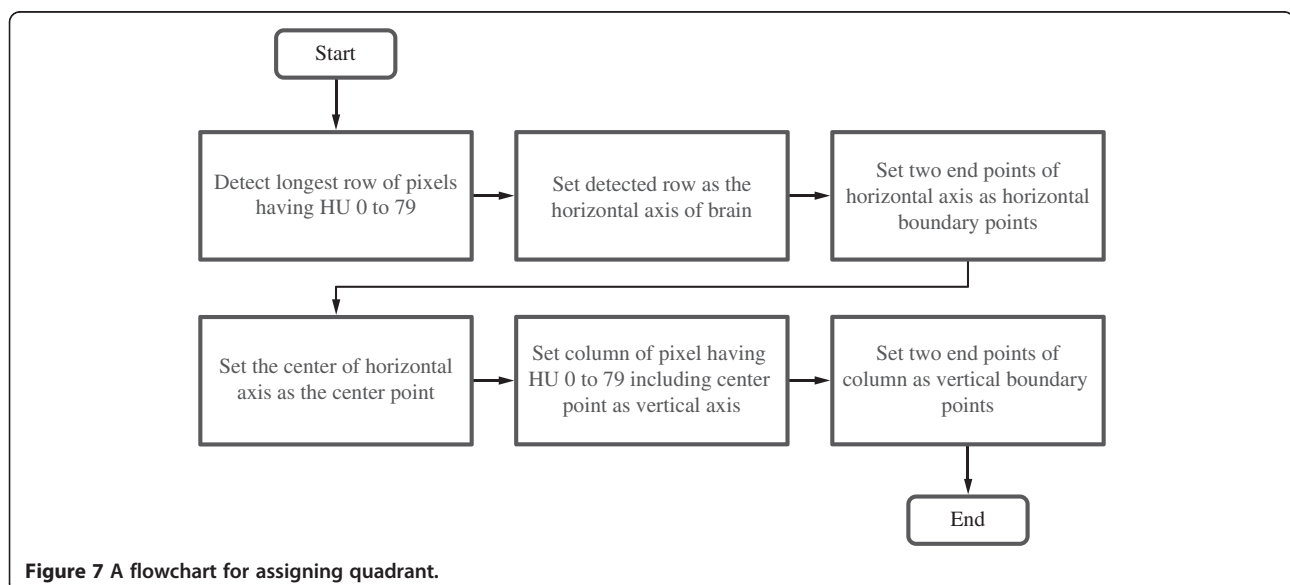 Start
Detect longest row of pixels
having HU 0 to 79
Set detected row as the
horizontal axis of brain
Set two end points of
horizontal axis as horizontal
boundary points
Set the center of horizontal
axis as the center point
Set column of pixel having
HU 0 to 79 including center
point as vertical axis
Set two end points of
column as vertical boundary
points
End
Figure 7 A flowchart for assigning quadrant.